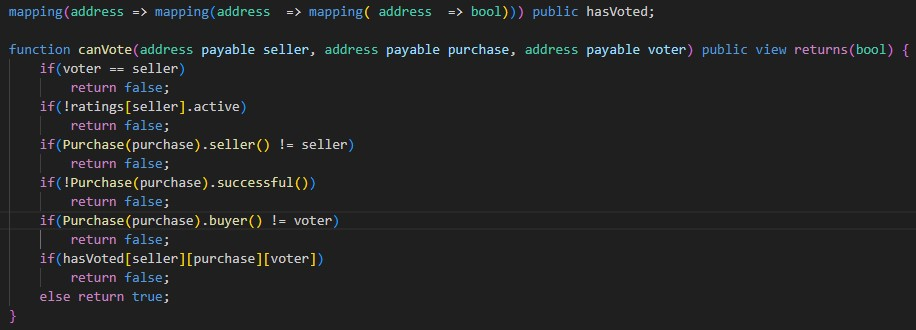 mapping(address => mapping(address  => mapping( address  => bool))) public hasVoted;

function canVote(address payable seller, address payable purchase, address payable voter) public view returns(bool) {
    if(voter == seller)
        return false;
    if(!ratings[seller].active)
        return false;
    if(Purchase(purchase).seller() != seller)
        return false;
    if(!Purchase(purchase).successful())
        return false;
    if(Purchase(purchase).buyer() != voter)
        return false;
    if(hasVoted[seller][purchase][voter])
        return false;
    else return true;
}